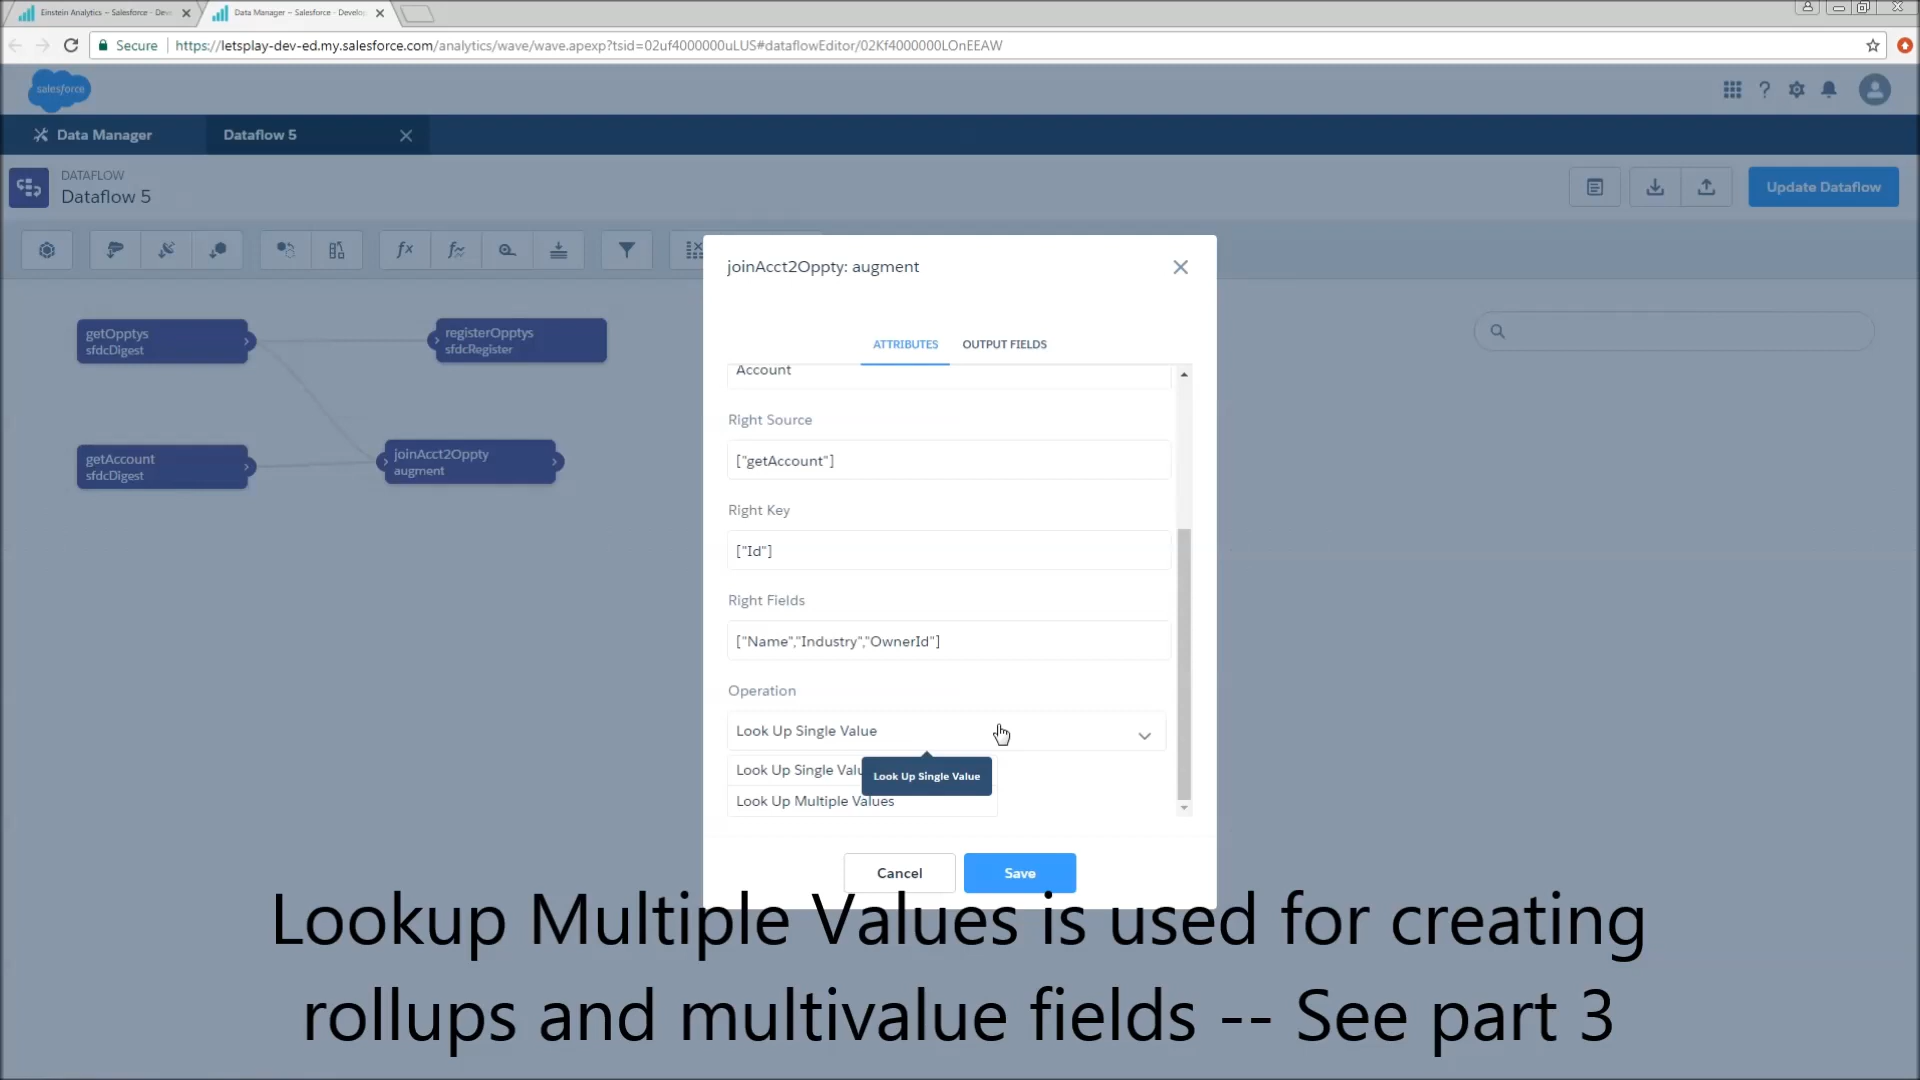 Einstein Analytics – Salesforce - Deve
Data Manager – Salesforce - Develo
Secure
https://letsplay-dev-ed.my.salesforce.com/analytics/wave/wave.apexp?tsid=02uf4000000uLUS#dataflowEditor/02Kf4000000LOnEEAW
salesforce
Data Manager
Dataflow 5
DATAFLOW
Dataflow 5
Update Dataflow
getOpptys
sfdcDigest
registerOpptys
sfdcRegister
getAccount
sfdcDigest
joinAcct2Oppty
augment
joinAcct2Oppty: augment
ATTRIBUTES OUTPUT FIELDS
Account
Right Source
["getAccount"]
Right Key
["Id"]
Right Fields
["Name","Industry","OwnerId"]
Operation
Look Up Single Value
Look Up Single Valu
Look Up Single Value
Look Up Multiple Values
Cancel
Save
Lookup Multiple Values is used for creating
rollups and multivalue fields -- See part 3